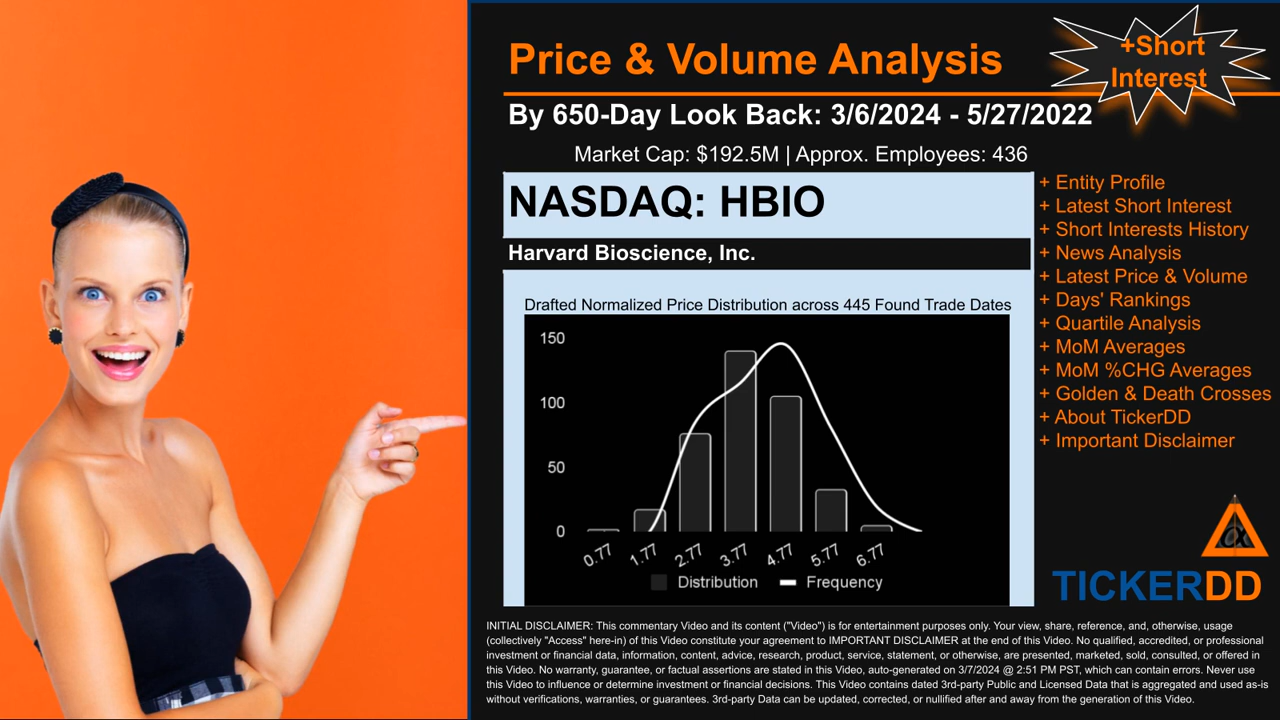 Price & Volume Analysis
+Short
Interest
By 650-Day Look Back: 3/6/2024 - 5/27/2022
Market Cap: $192.5M | Approx. Employees: 436
NASDAQ: HBIO
Harvard Bioscience, Inc.
Drafted Normalized Price Distribution across 445 Found Trade Dates
150
100
50
0
0.77 1.77 2.77 3.77 4.77 5.77 6.77
Distribution Frequency
+ Entity Profile
+ Latest Short Interest
+ Short Interests History
+ News Analysis
+ Latest Price & Volume
+ Days' Rankings
+ Quartile Analysis
+ MoM Averages
+ MoM %CHG Averages
+ Golden & Death Crosses
+ About TickerDD
+ Important Disclaimer
TICKERDD
INITIAL DISCLAIMER: This commentary Video and its content ("Video") is for entertainment purposes only. Your view, share, reference, and, otherwise, usage
(collectively "Access" here-in) of this Video constitute your agreement to IMPORTANT DISCLAIMER at the end of this Video. No qualified, accredited, or professional
investment or financial data, information, content, advice, research, product, service, statement, or otherwise, are presented, marketed, sold, consulted, or offered in
this Video. No warranty, guarantee, or factual assertions are stated in this Video, auto-generated on 3/7/2024 @ 2:51 PM PST, which can contain errors. Never use
this Video to influence or determine investment or financial decisions. This Video contains dated 3rd-party Public and Licensed Data that is aggregated and used as-is
without verifications, warranties, or guarantees. 3rd-party Data can be updated, corrected, or nullified after and away from the generation of this Video.